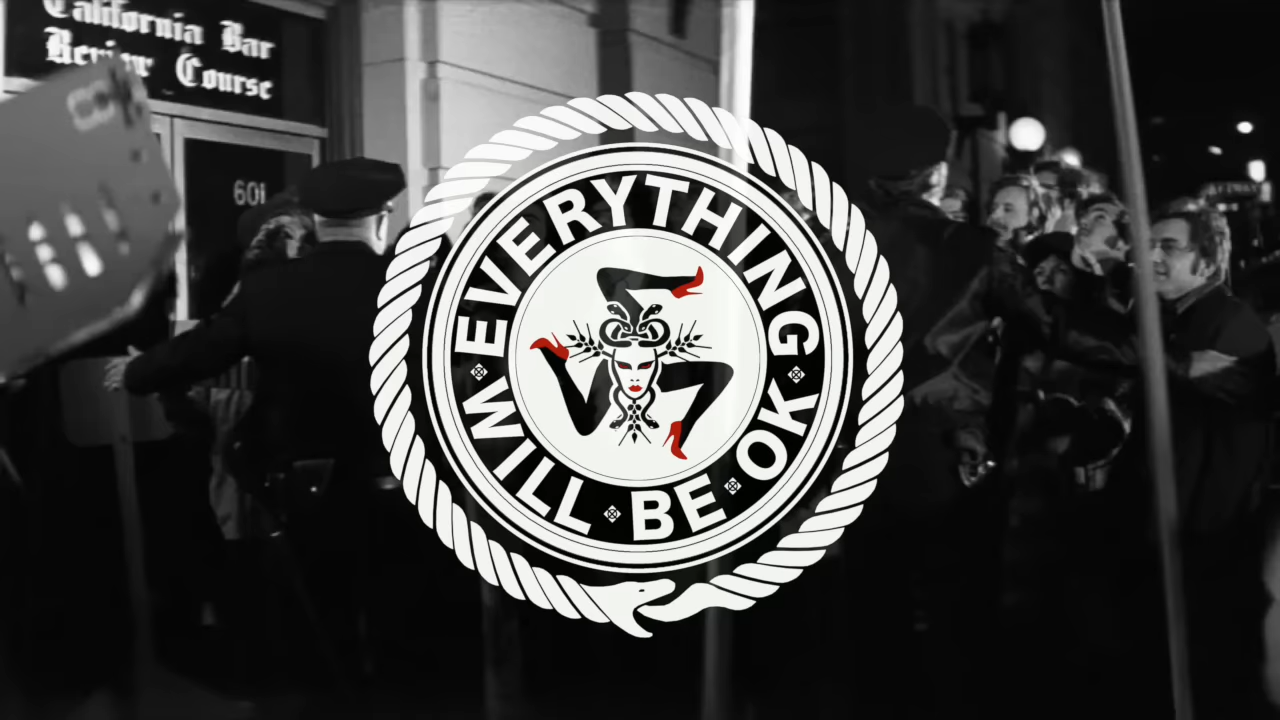 California Bar
Review Course
601
EVERYTHING
WILL · BE · OK